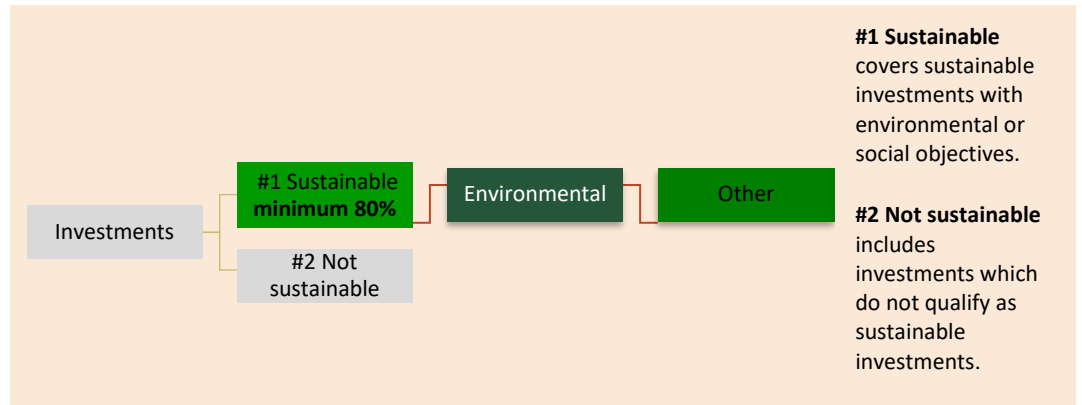 Investments
#1 Sustainable
minimum 80%
#2 Not
sustainable
Environmental
Other
#1 Sustainable
covers sustainable
investments with
environmental or
social objectives.
#2 Not sustainable
includes
investments which
do not qualify as
sustainable
investments.